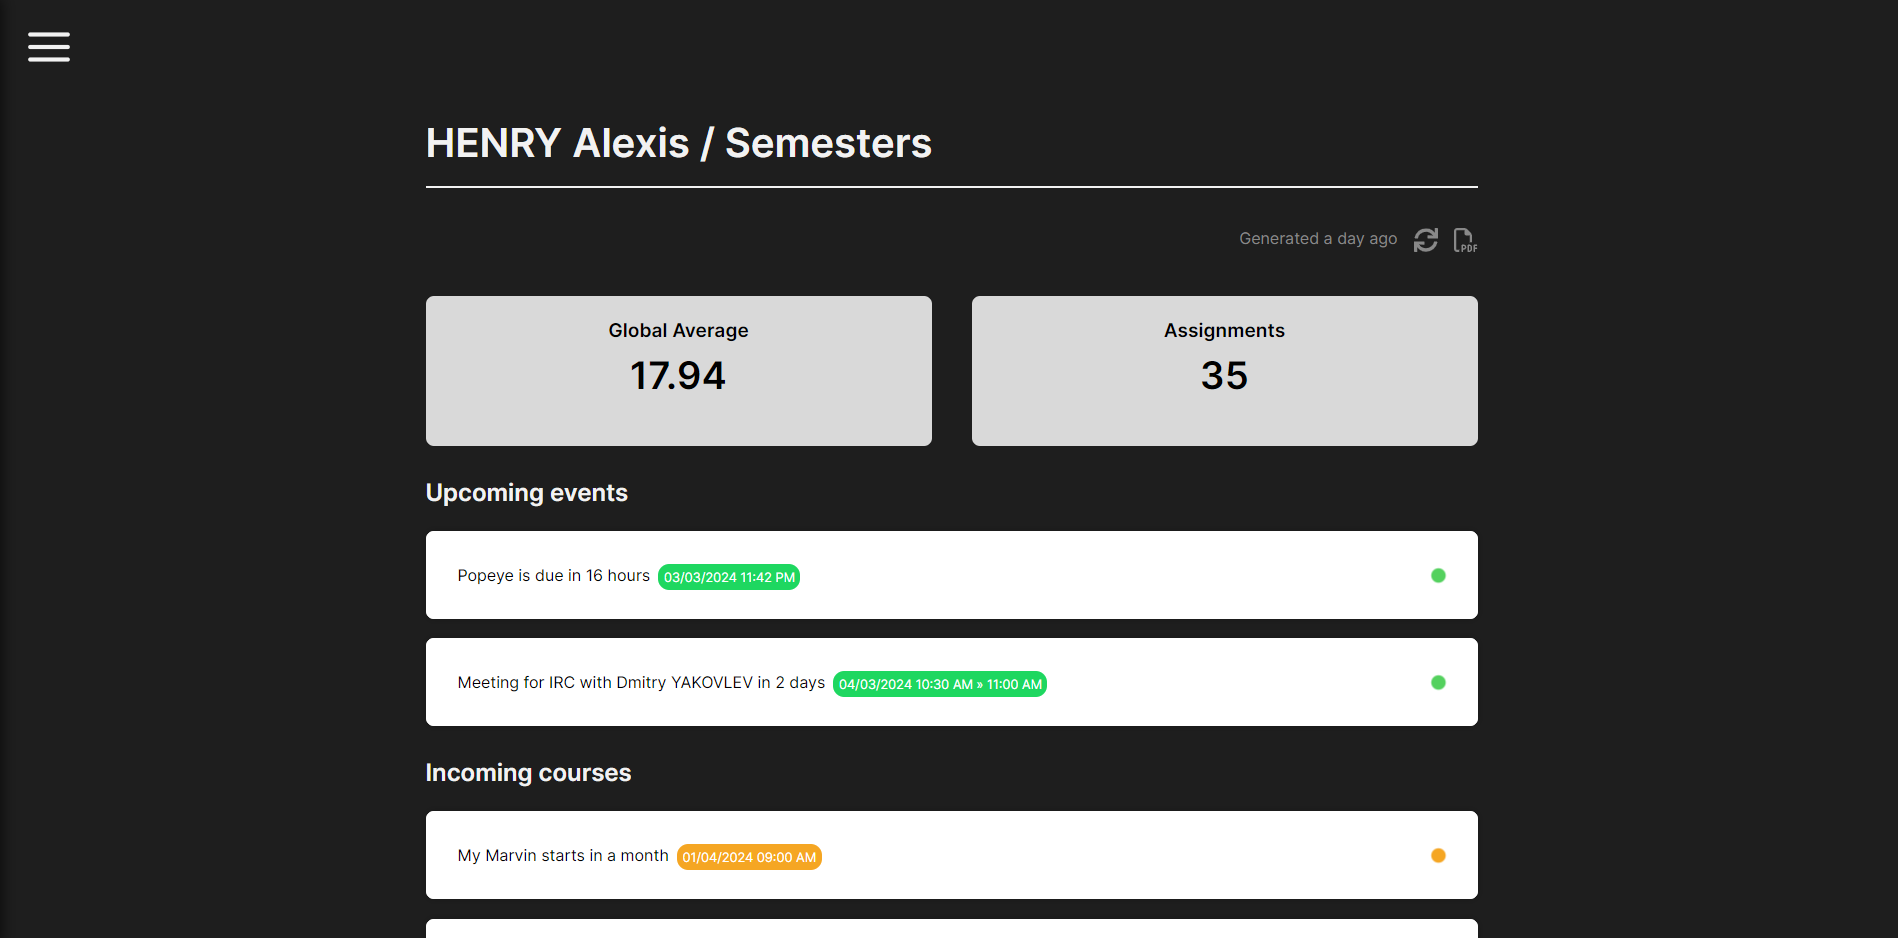 HENRY Alexis / Semesters
Generated a day ago
PDF
Global Average
17.94
Assignments
35
Upcoming events
Popeye is due in 16 hours 03/03/2024 11:42 PM
Meeting for IRC with Dmitry YAKOVLEV in 2 days 04/03/2024 10:30 AM » 11:00 AM
Incoming courses
My Marvin starts in a month 01/04/2024 09:00 AM